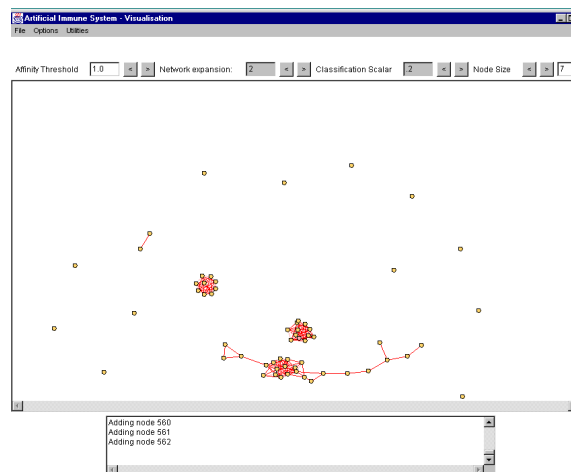 Artificial Immune System - Visualisation
File Options Utilities
Affinity Threshold 1.0 < > Network expansion: 2 < > Classification Scalar .2 < > Node Size < > 7
Adding node 560
Adding node 561
Adding node 562